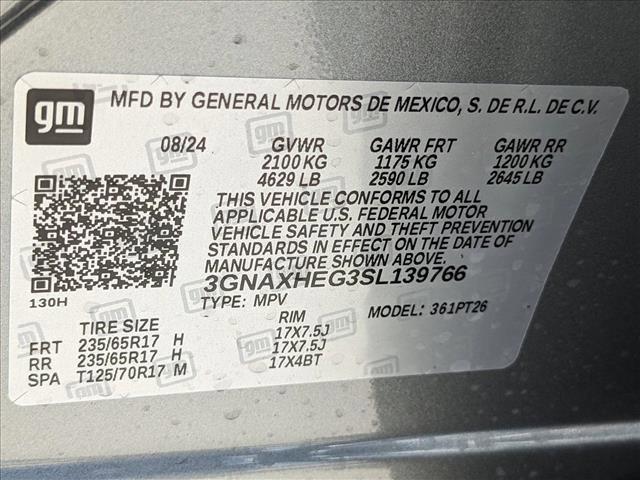 gm
MFD BY GENERAL MOTORS DE MEXICO, S. DE R.L. DE C.V.
08/24 GVWR GAWR FRT GAWR RR
2100 KG 1175 KG 1200 KG
4629 LB 2590 LB 2645 LB
THIS VEHICLE CONFORMS TO ALL
APPLICABLE U.S. FEDERAL MOTOR
VEHICLE SAFETY AND THEFT PREVENTION
STANDARDS IN EFFECT ON THE DATE OF
MANUFACTURE SHOWN ABOVE.
3GNAXHEG3SL139766
130H
TYPE: MPV MODEL: 361PT26
TIRE SIZE RIM
FRT 235/65R17 H 17X7.5J
RR 235/65R17 H 17X7.5J
SPA T125/70R17 M 17X4BT